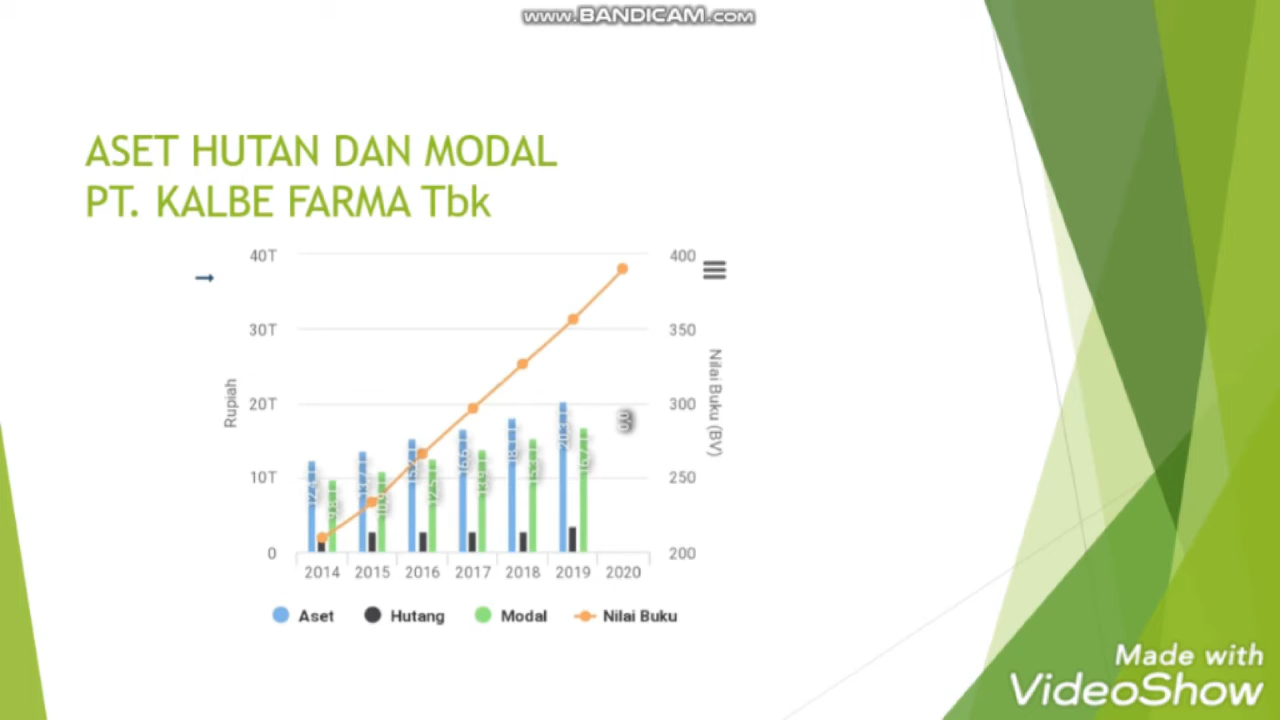 www.BANDICAM.com
ASET HUTAN DAN MODAL
PT. KALBE FARMA Tbk
40T
400
30T
350
Rupiah
Nilai Buku (BV)
20T
300
10T
250
0
200
2014 2015 2016 2017 2018 2019 2020
Aset Hutang Modal Nilai Buku
Made with
VideoShow